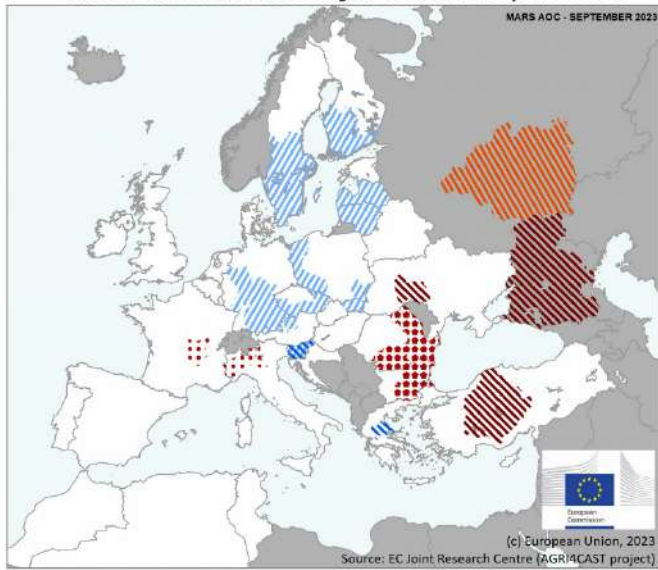 MARS AOC - SEPTEMBER 2023
European
Commission
(c) European Union, 2023
Source: EC Joint Research Centre (AGRI4CAST project)